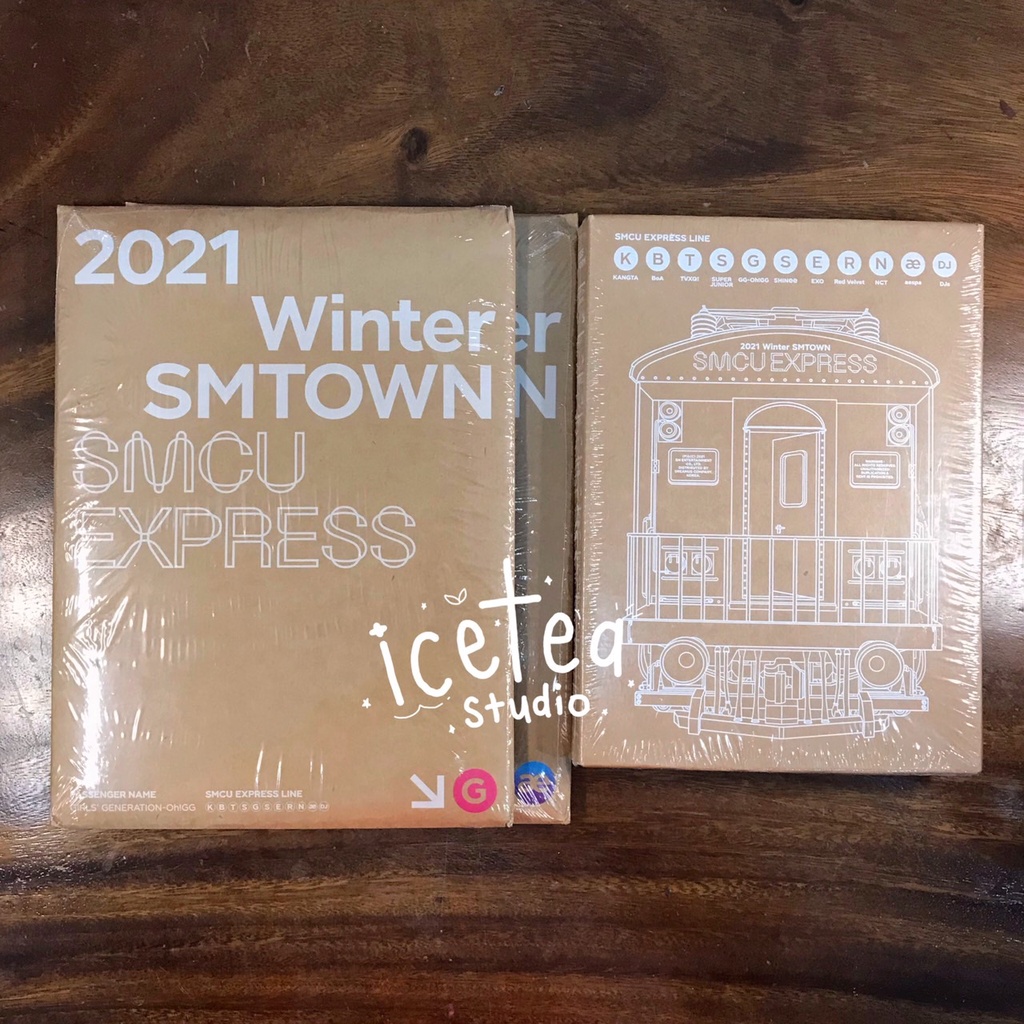 2021
Winter
SMTOWN
SMCU
EXPRESS
er
N
PASSENGER NAME
GIRLS' GENERATION-Oh!GG
SMCU EXPRESS LINE
K B T S G S E R N æ DJ
G
æ
SMCU EXPRESS LINE
K B T S G S E R N æ DJ
KANGTA BoA TVXQ! SUPER JUNIOR GG-Oh!GG SHINee EXO Red Velvet NCT aespa DJs
2021 Winter SMTOWN
SMCU EXPRESS
icetea
studio